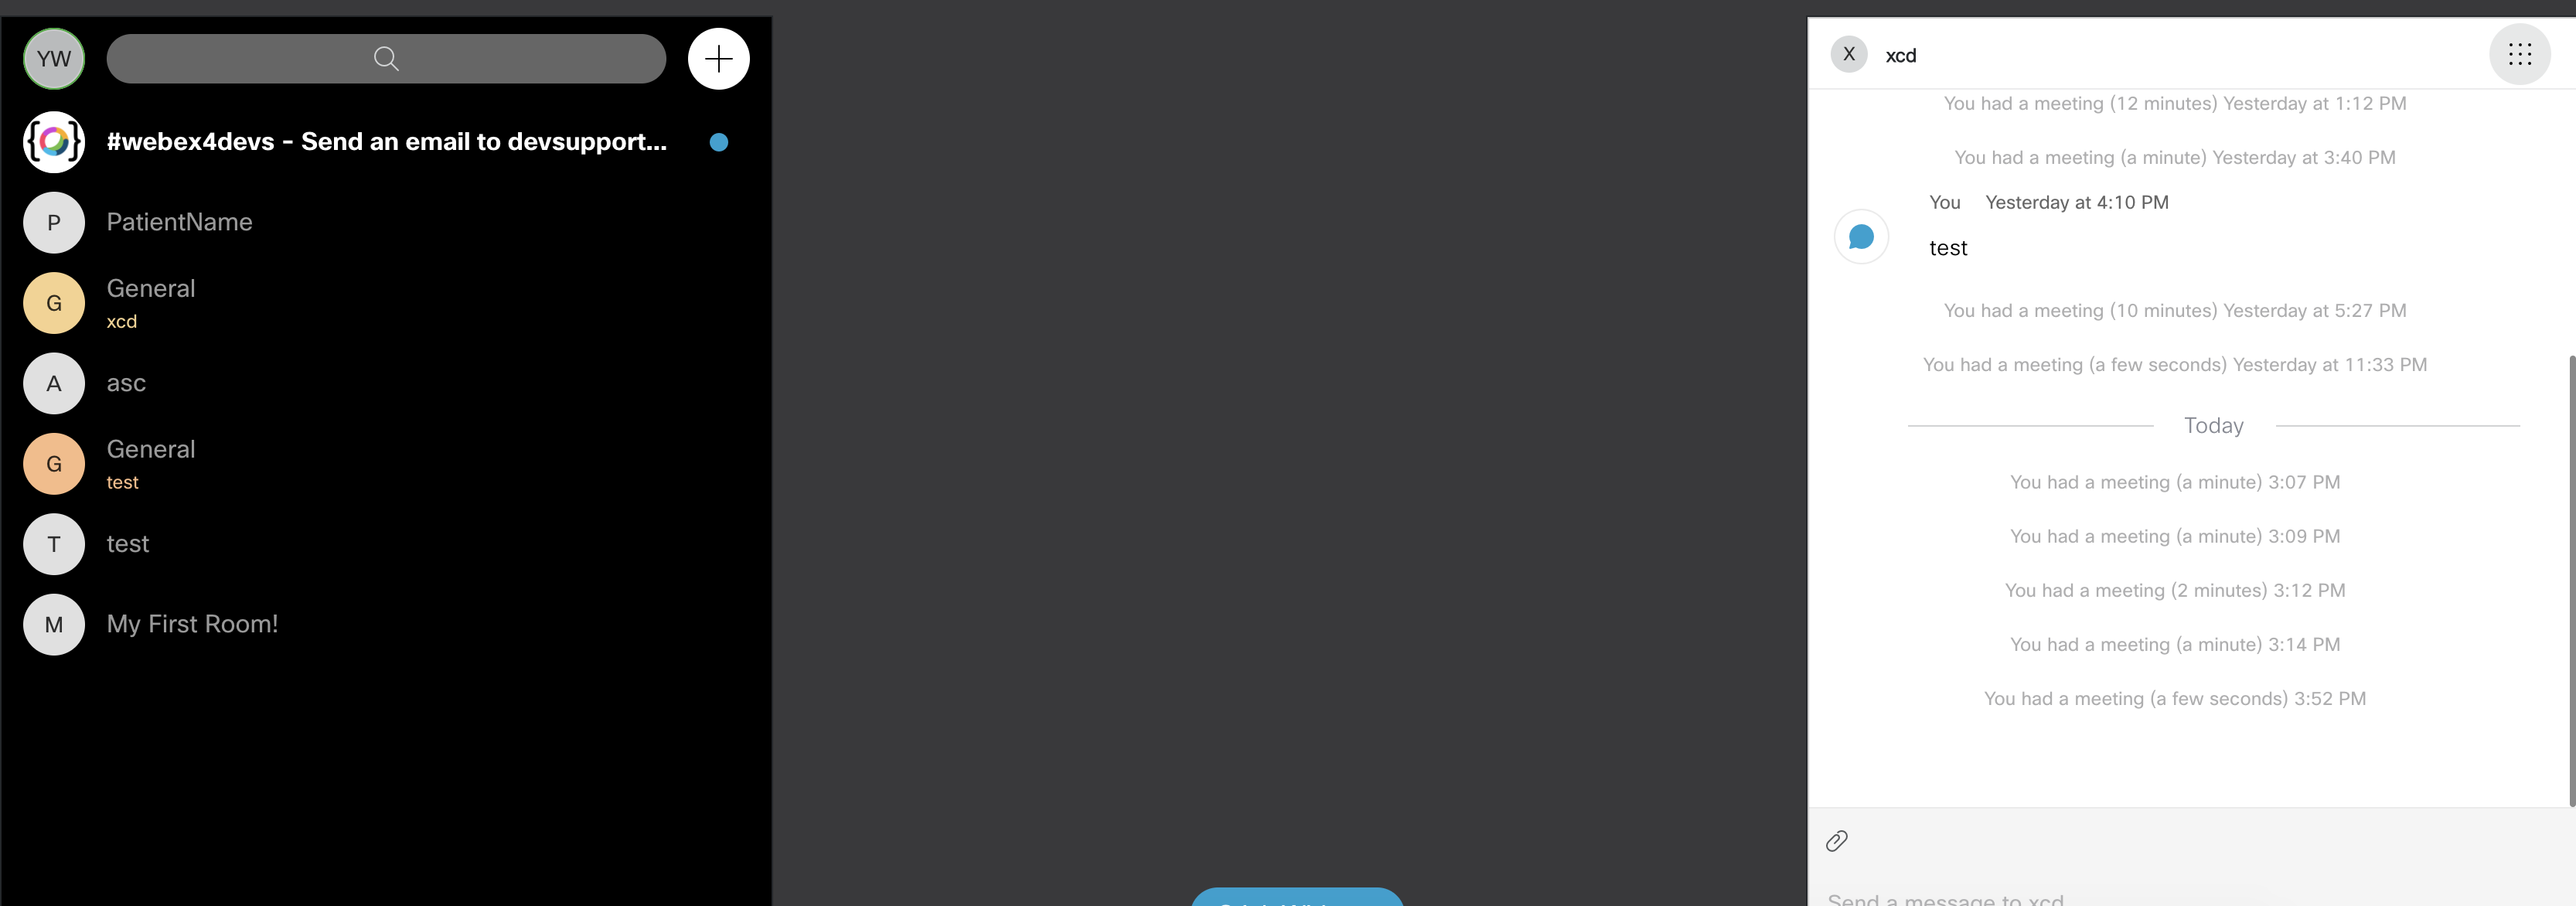 YW
#webex4devs - Send an email to devsupport...
P
PatientName
G
General
xcd
A
asc
G
General
test
T
test
M
My First Room!
X
xcd
You had a meeting (12 minutes) Yesterday at 1:12 PM
You had a meeting (a minute) Yesterday at 3:40 PM
You Yesterday at 4:10 PM
test
You had a meeting (10 minutes) Yesterday at 5:27 PM
You had a meeting (a few seconds) Yesterday at 11:33 PM
Today
You had a meeting (a minute) 3:07 PM
You had a meeting (a minute) 3:09 PM
You had a meeting (2 minutes) 3:12 PM
You had a meeting (a minute) 3:14 PM
You had a meeting (a few seconds) 3:52 PM
Send a message to xcd